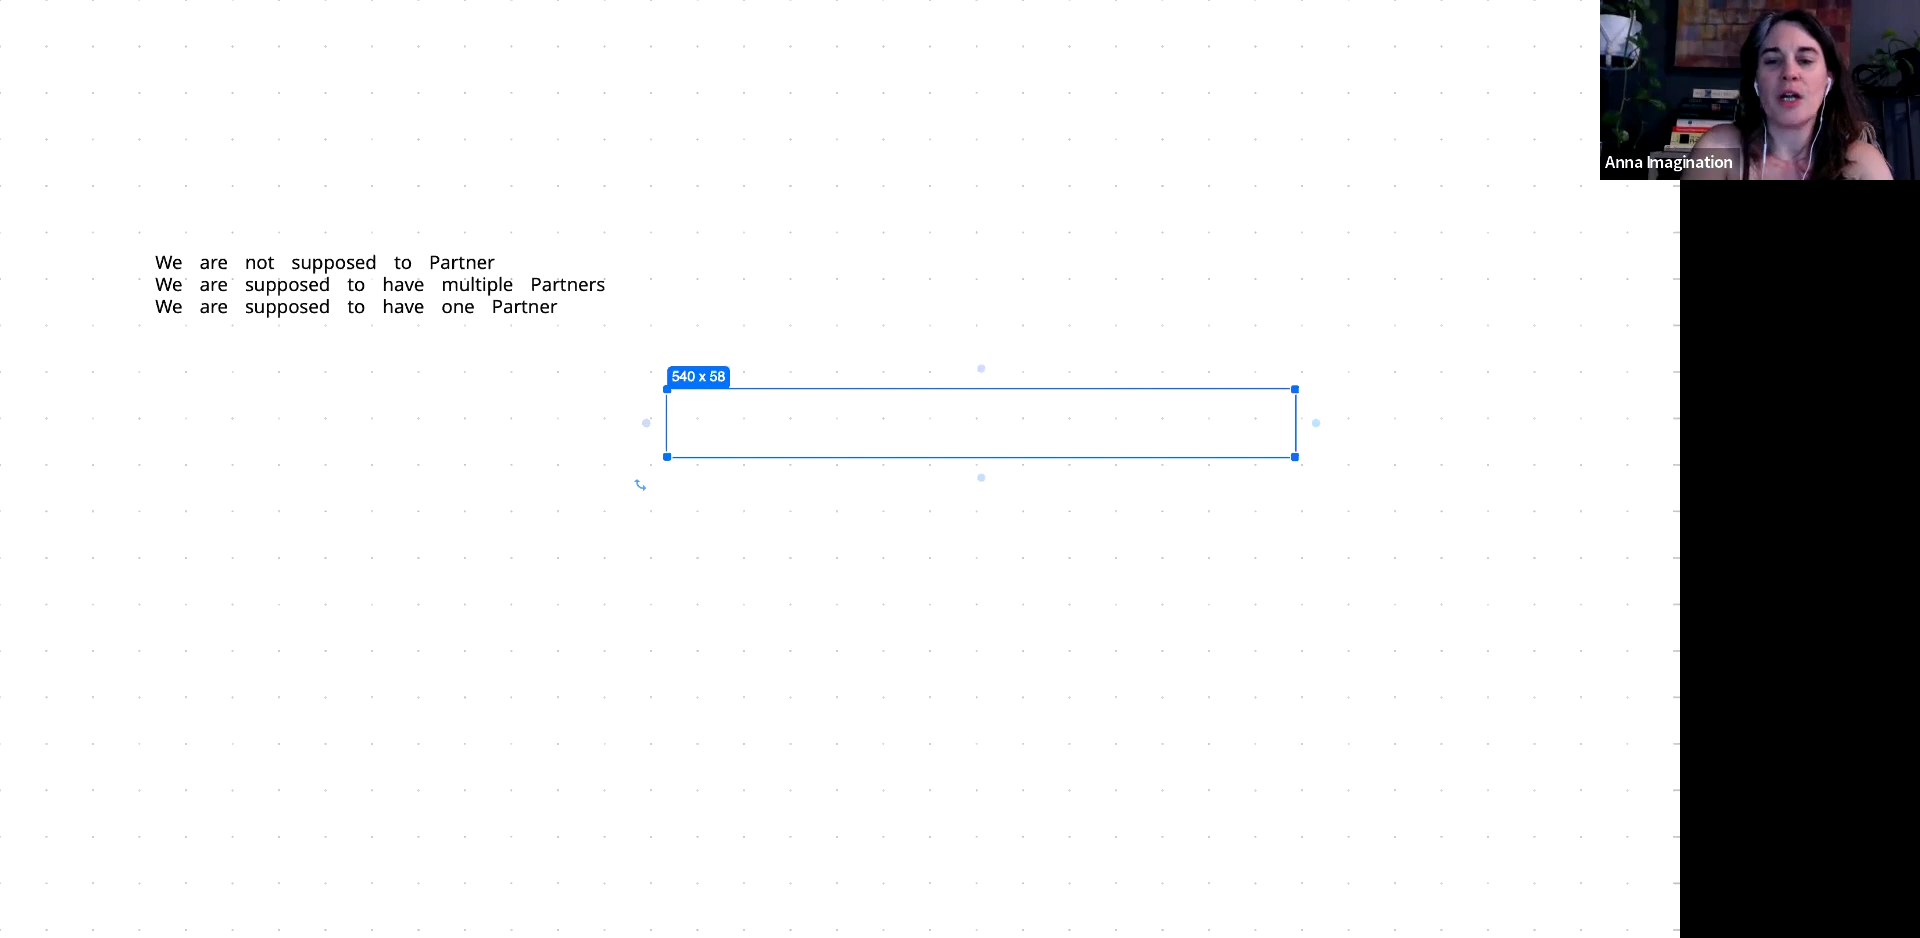 Anna Imagination
We are not supposed to Partner
We are supposed to have multiple Partners
We are supposed to have one Partner
540 x 58